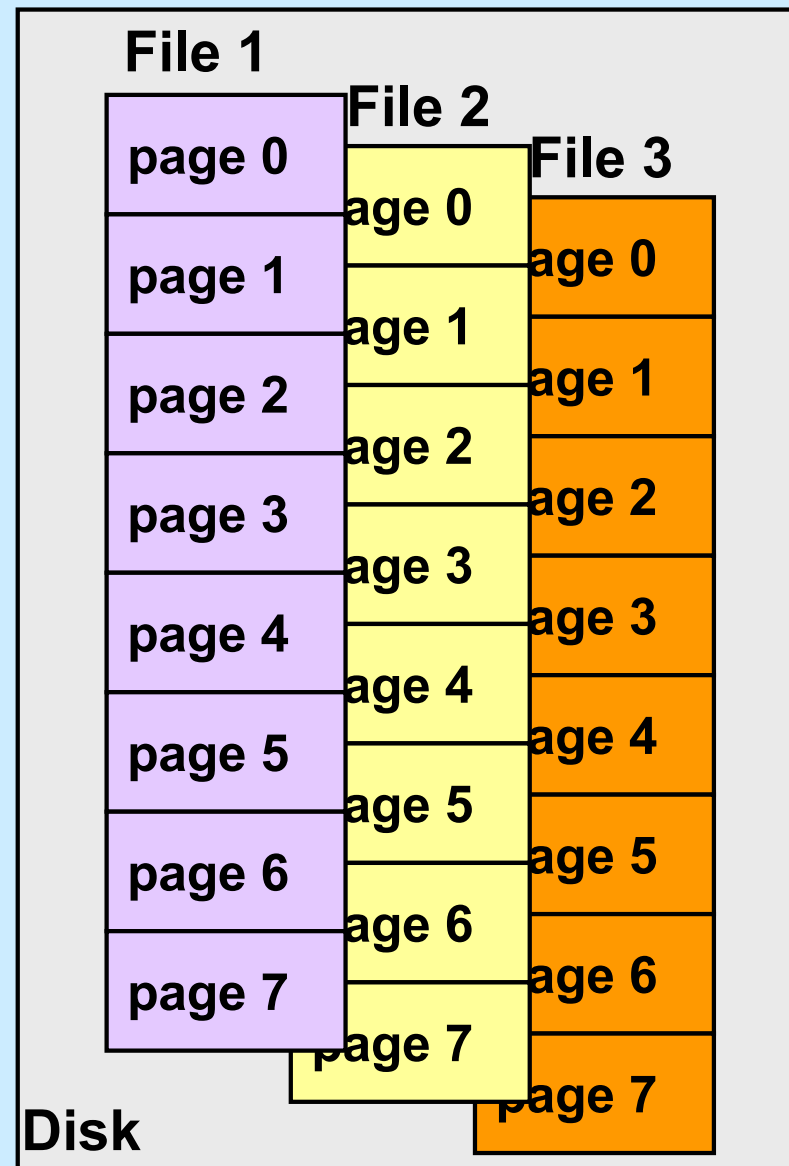 File 1
page 0
page 1
page 2
page 3
page 4
page 5
page 6
page 7
File 2
age 0
age 1
age 2
age 3
age 4
age 5
age 6
page 7
File 3
age 0
age 1
age 2
age 3
age 4
age 5
age 6
page 7
Disk